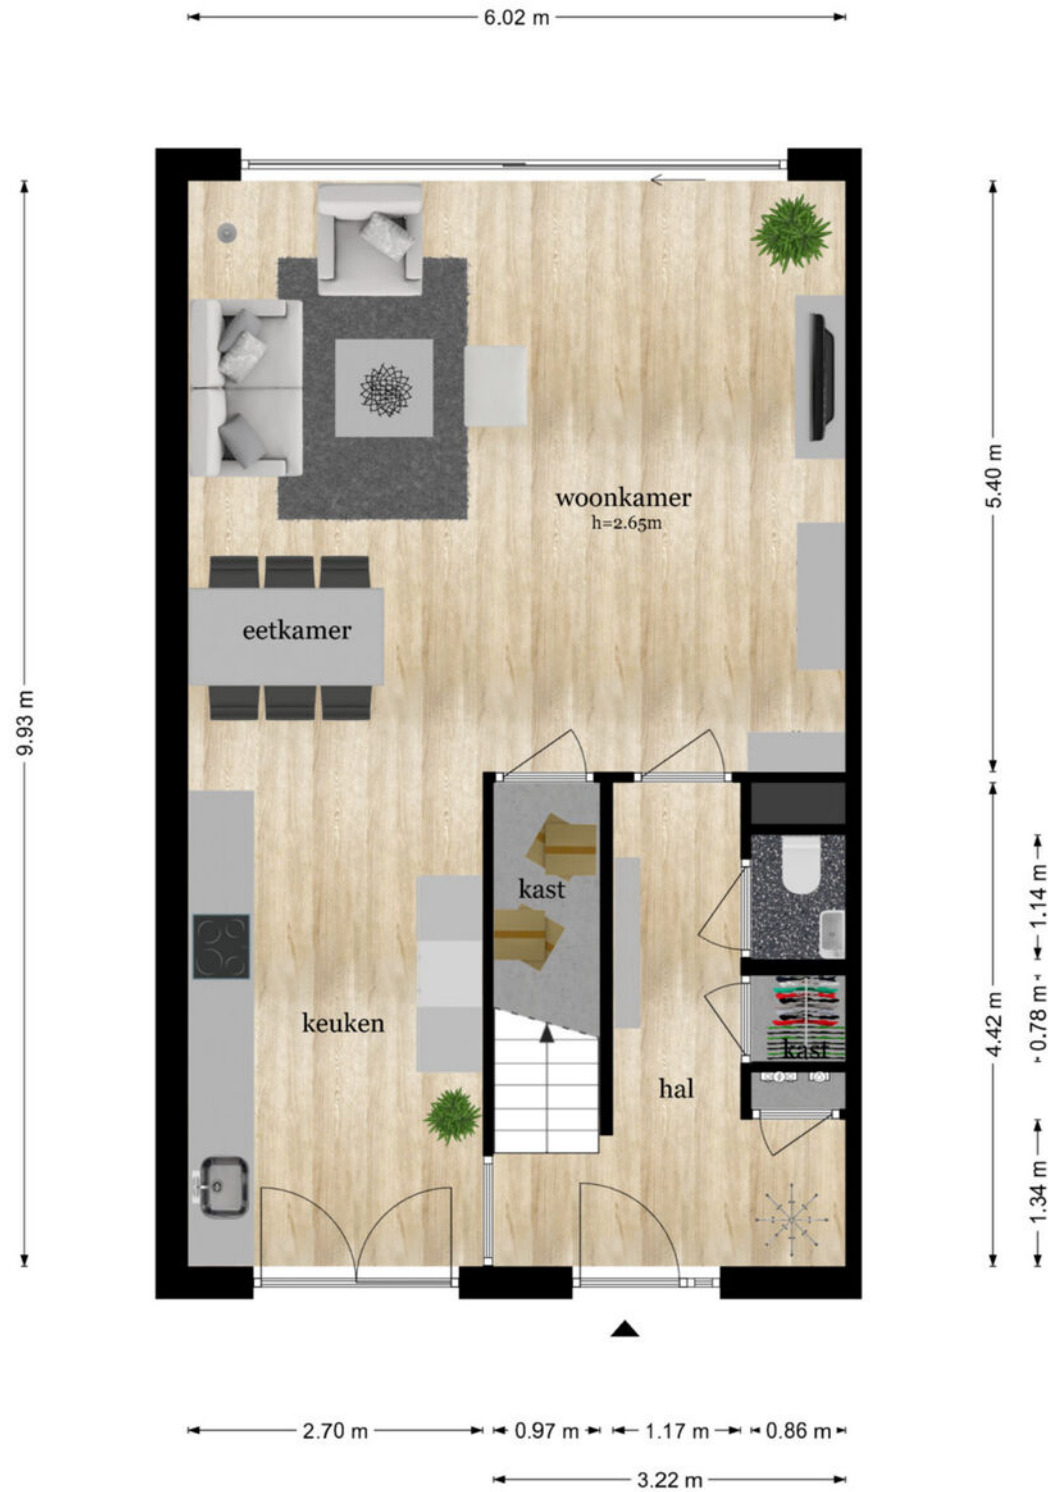 6.02 m
9.93 m
5.40 m
woonkamer
h=2.65m
eetkamer
kast
1.14 m
keuken
4.42 m
0.78 m
kast
hal
1.34 m
2.70 m
0.97 m
1.17 m
0.86 m
3.22 m